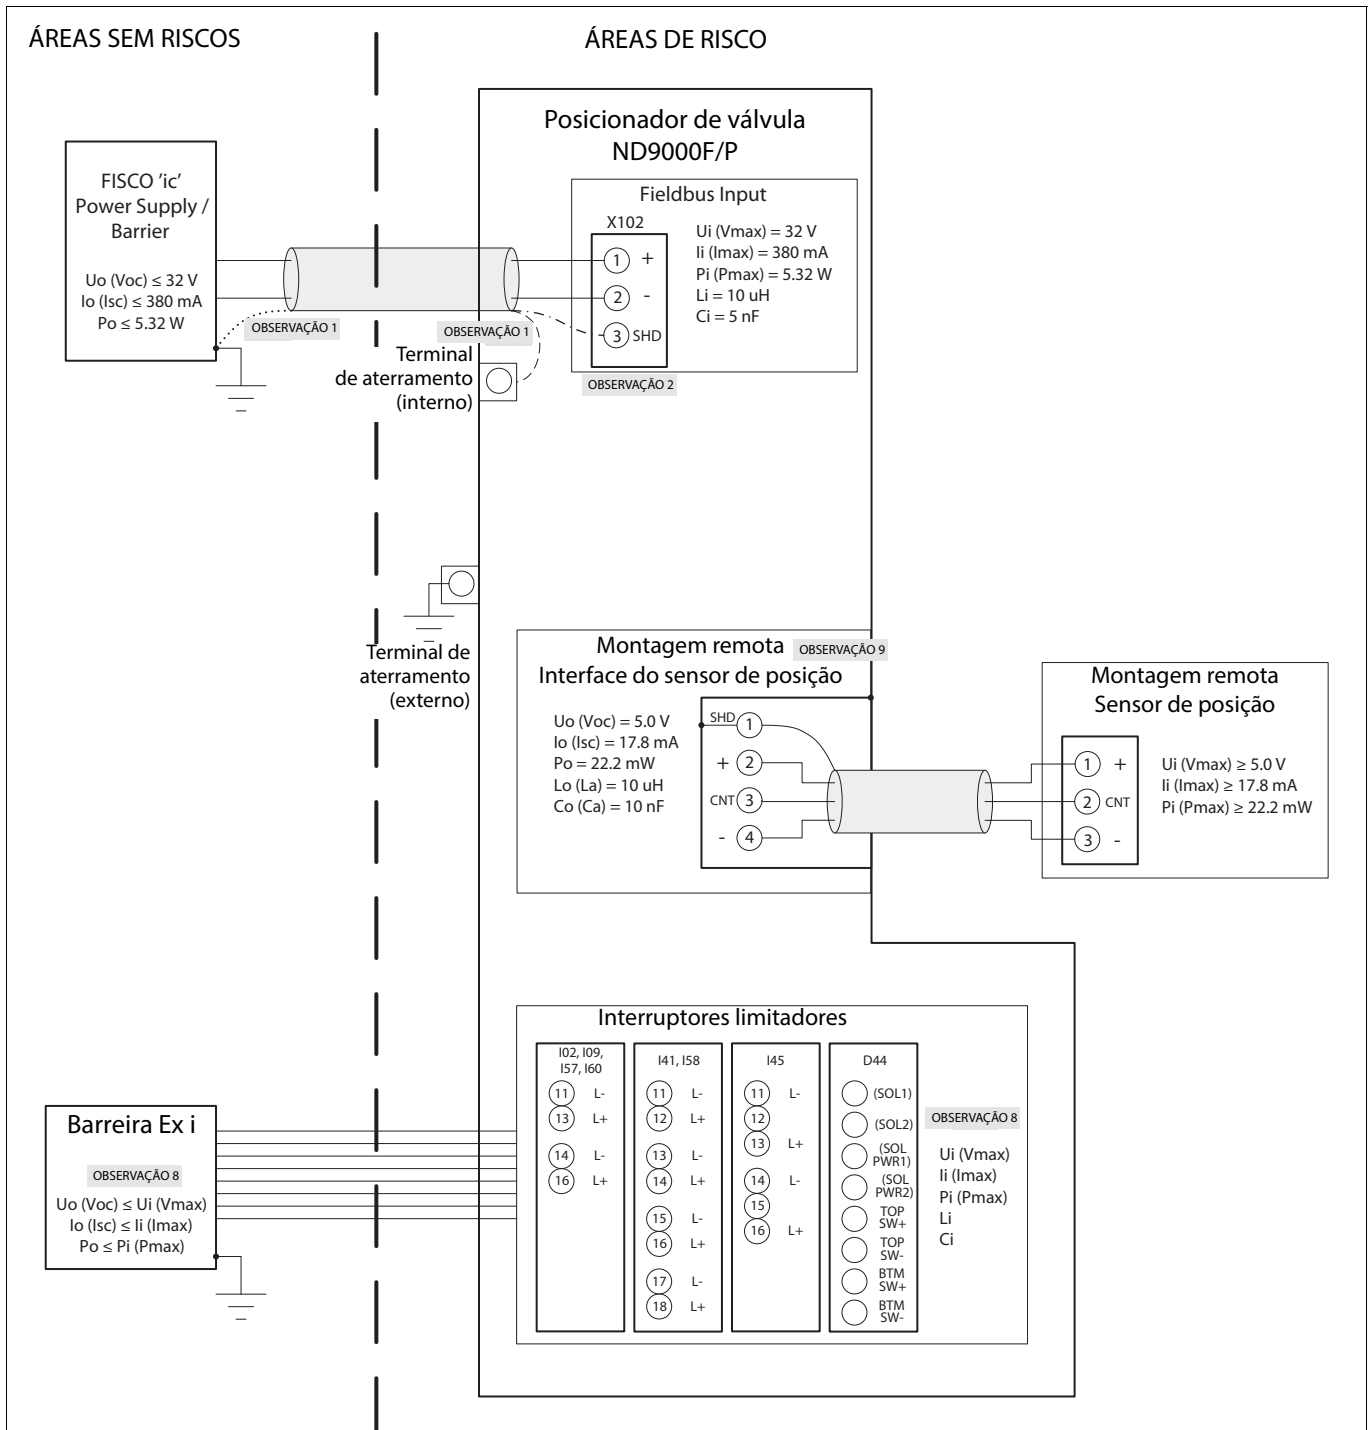 ÁREAS SEM RISCOS
ÁREAS DE RISCO
Posicionador de válvula
ND9000F/P
FISCO 'ic'
Power Supply /
Barrier
Uo (Voc) ≤ 32 V
Io (Isc) ≤ 380 mA
Po ≤ 5.32 W
OBSERVAÇÃO 1
OBSERVAÇÃO 1
Fieldbus Input
X102
1 +
2 -
3 SHD
Ui (Vmax) = 32 V
Ii (Imax) = 380 mA
Pi (Pmax) = 5.32 W
Li = 10 uH
Ci = 5 nF
OBSERVAÇÃO 2
Terminal
de aterramento
(interno)
Terminal de
aterramento
(externo)
Montagem remota OBSERVAÇÃO 9
Interface do sensor de posição
Uo (Voc) = 5.0 V
Io (Isc) = 17.8 mA
Po = 22.2 mW
Lo (La) = 10 uH
Co (Ca) = 10 nF
SHD 1
+ 2
CNT 3
- 4
Montagem remota
Sensor de posição
1 +
2 CNT
3 -
Ui (Vmax) ≥ 5.0 V
Ii (Imax) ≥ 17.8 mA
Pi (Pmax) ≥ 22.2 mW
Interruptores limitadores
I02, I09,
I57, I60
11 L-
13 L+
14 L-
16 L+
I41, I58
11 L-
12 L+
13 L-
14 L+
15 L-
16 L+
17 L-
18 L+
I45
11 L-
12
13 L+
14 L-
15
16 L+
D44
(SOL1)
(SOL2)
(SOL
PWR1)
(SOL
PWR2)
TOP
SW+
TOP
SW-
BTM
SW+
BTM
SW-
OBSERVAÇÃO 8
Ui (Vmax)
Ii (Imax)
Pi (Pmax)
Li
Ci
Barreira Ex i
OBSERVAÇÃO 8
Uo (Voc) ≤ Ui (Vmax)
Io (Isc) ≤ Ii (Imax)
Po ≤ Pi (Pmax)